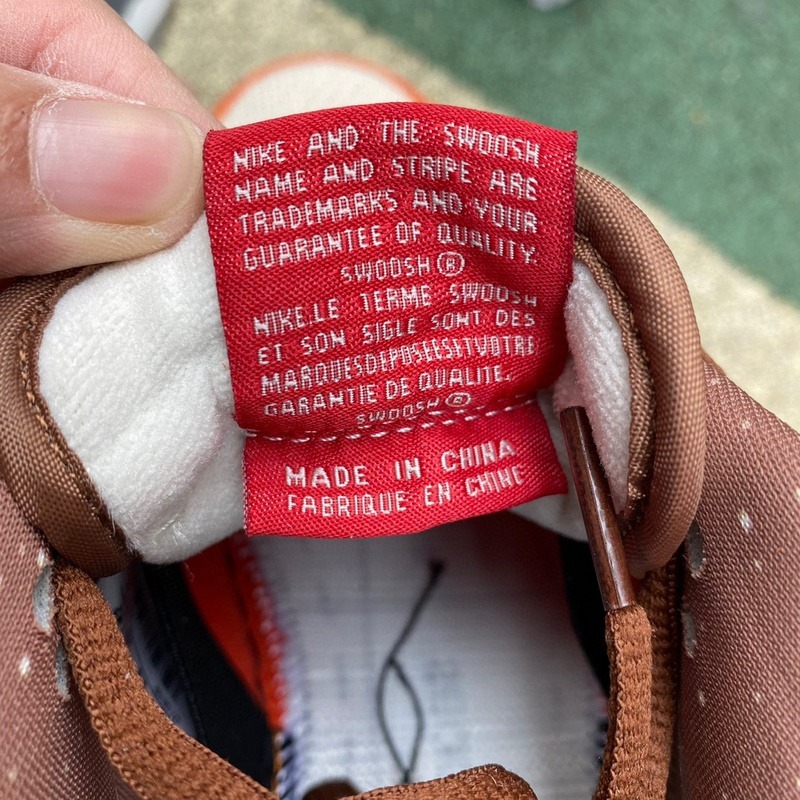 NIKE AND THE SWOOSH
NAME AND STRIPE ARE
TRADEMARKS AND YOUR
GUARANTEE OF QUALITY.
SWOOSH®
NIKE.LE TERME SWOOSH
ET SON SIGLE SONT DES
MARQUESDEPOSEESETVOTRE
GARANTIE DE QUALITE.
SWOOSH®
MADE IN CHINA
FABRIQUE EN CHINE